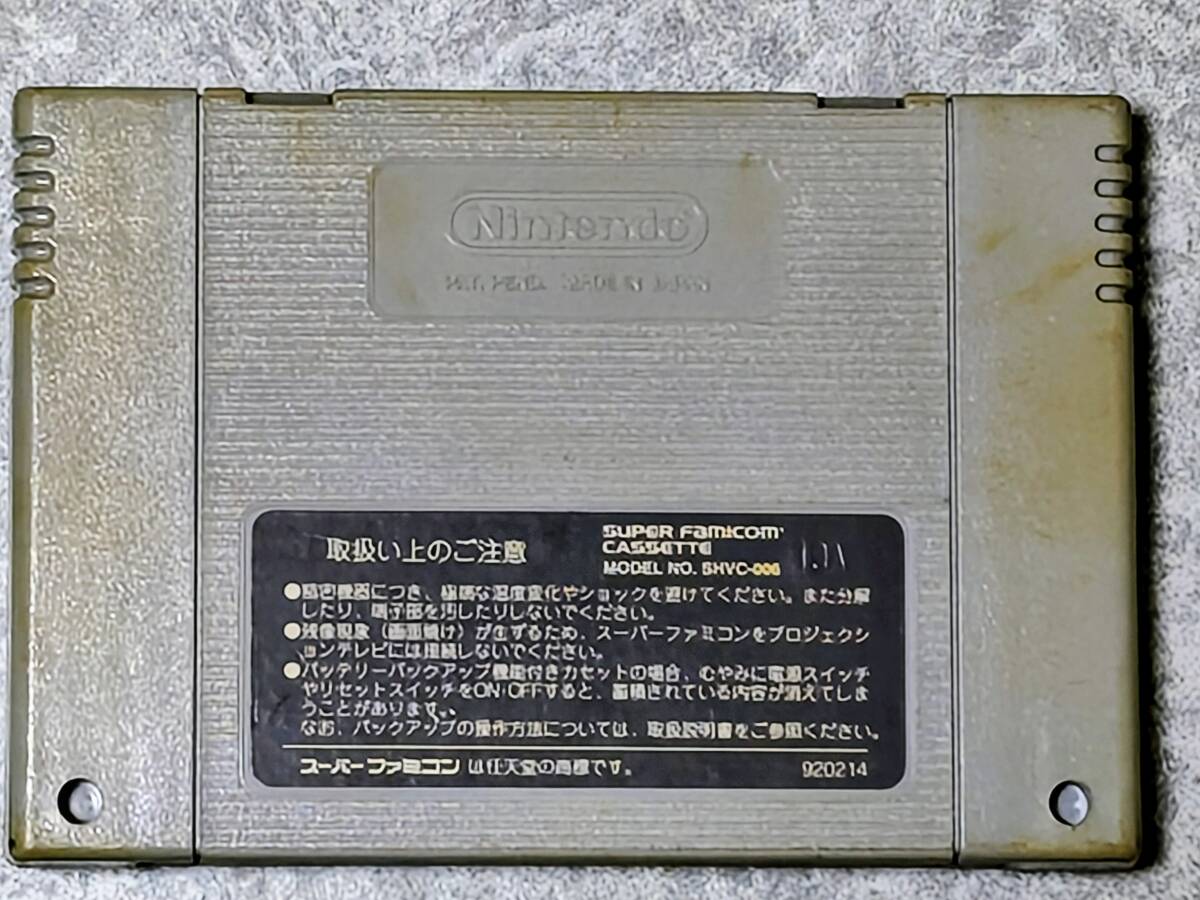 Nintendo
PAT. PEND. MADE IN JAPAN
取扱い上のご注意
SUPER FAMICOM
CASSETTE
MODEL NO. SHVC-006
●精密機器につき、極端な温度変化やショックを避けてください。また分解
したり、端子部を汚したりしないでください。
●残像現象(画面焼け)が生ずるため、スーパーファミコンをプロジェクシ
ョンテレビには接続しないでください。
●バッテリーバックアップ機能付きカセットの場合、むやみに電源スイッチ
やリセットスイッチをON・OFFすると、蓄積されている内容が消えてしま
うことがあります。
なお、バックアップの操作方法については、取扱説明書をご参照ください。
スーパーファミコンは任天堂の商標です。
920214